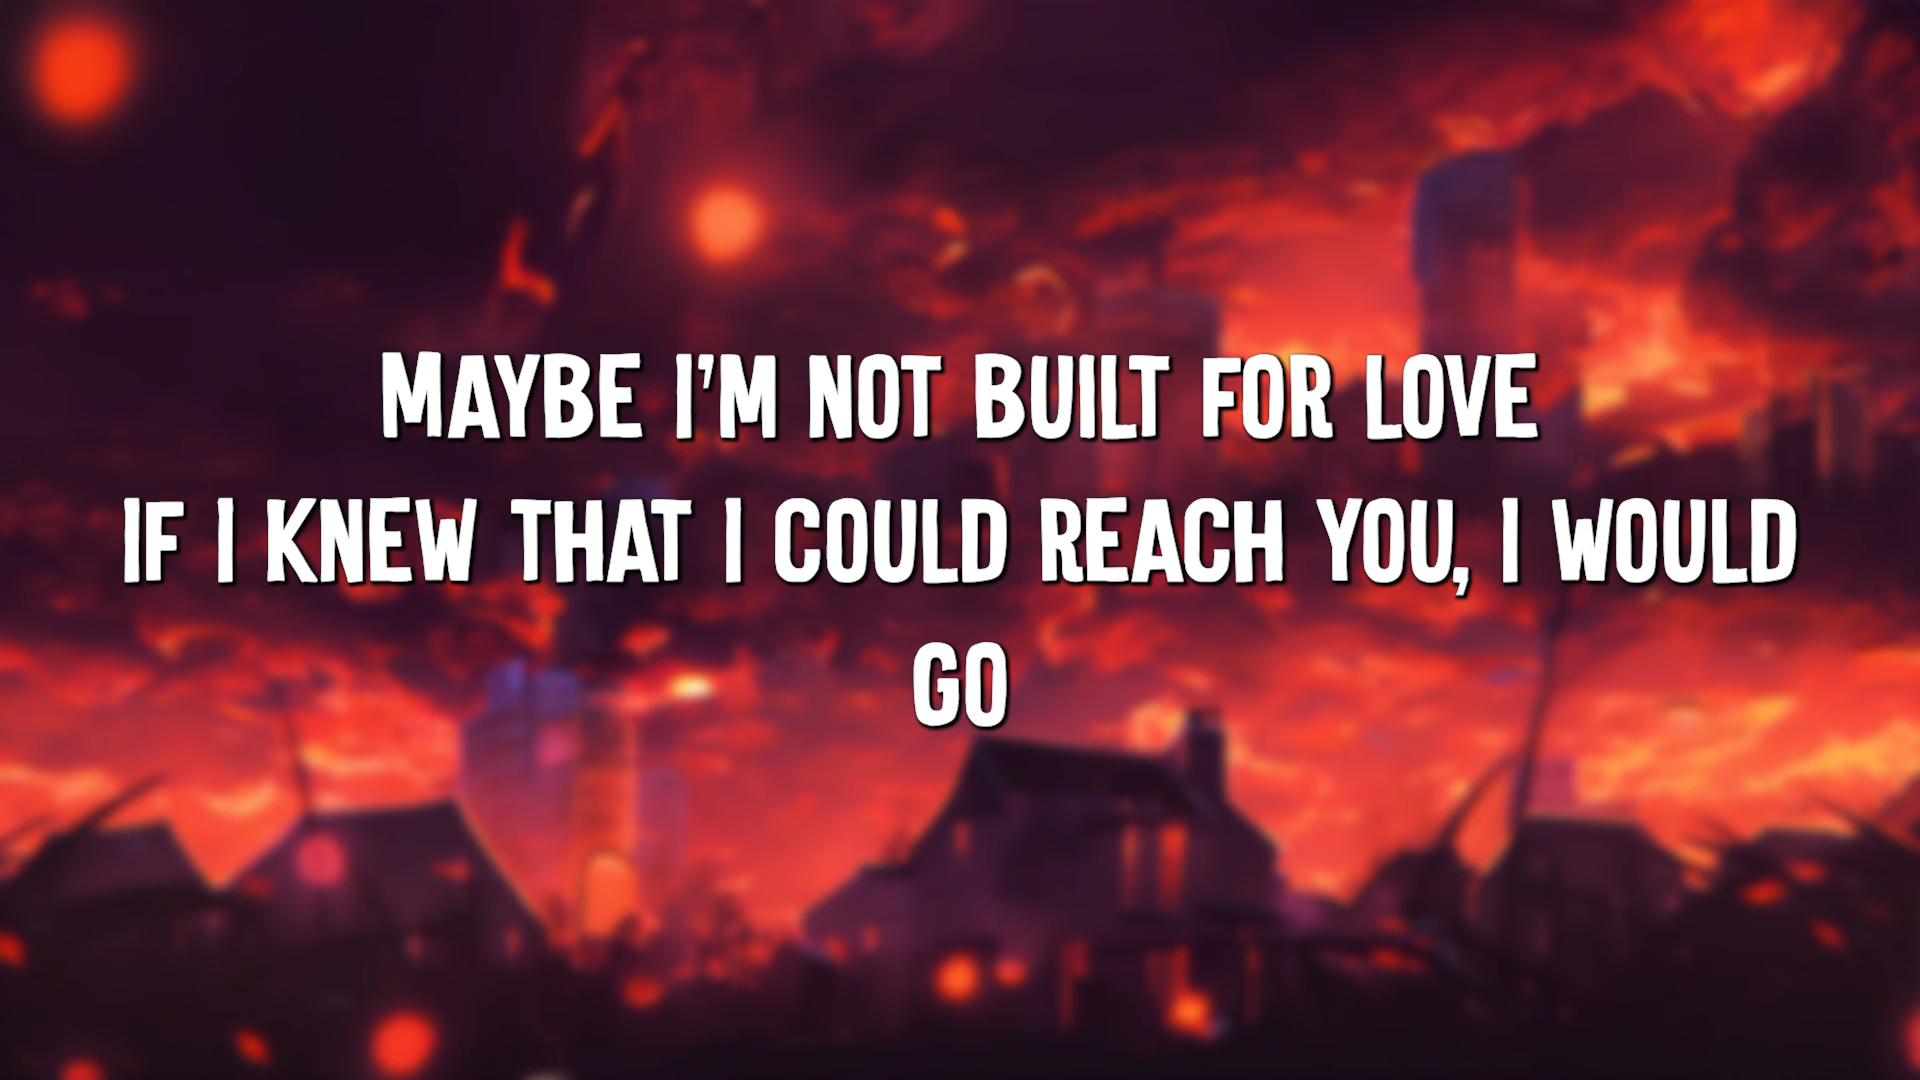 MAYBE I'M NOT BUILT FOR LOVE
IF I KNEW THAT I COULD REACH YOU, I WOULD
GO